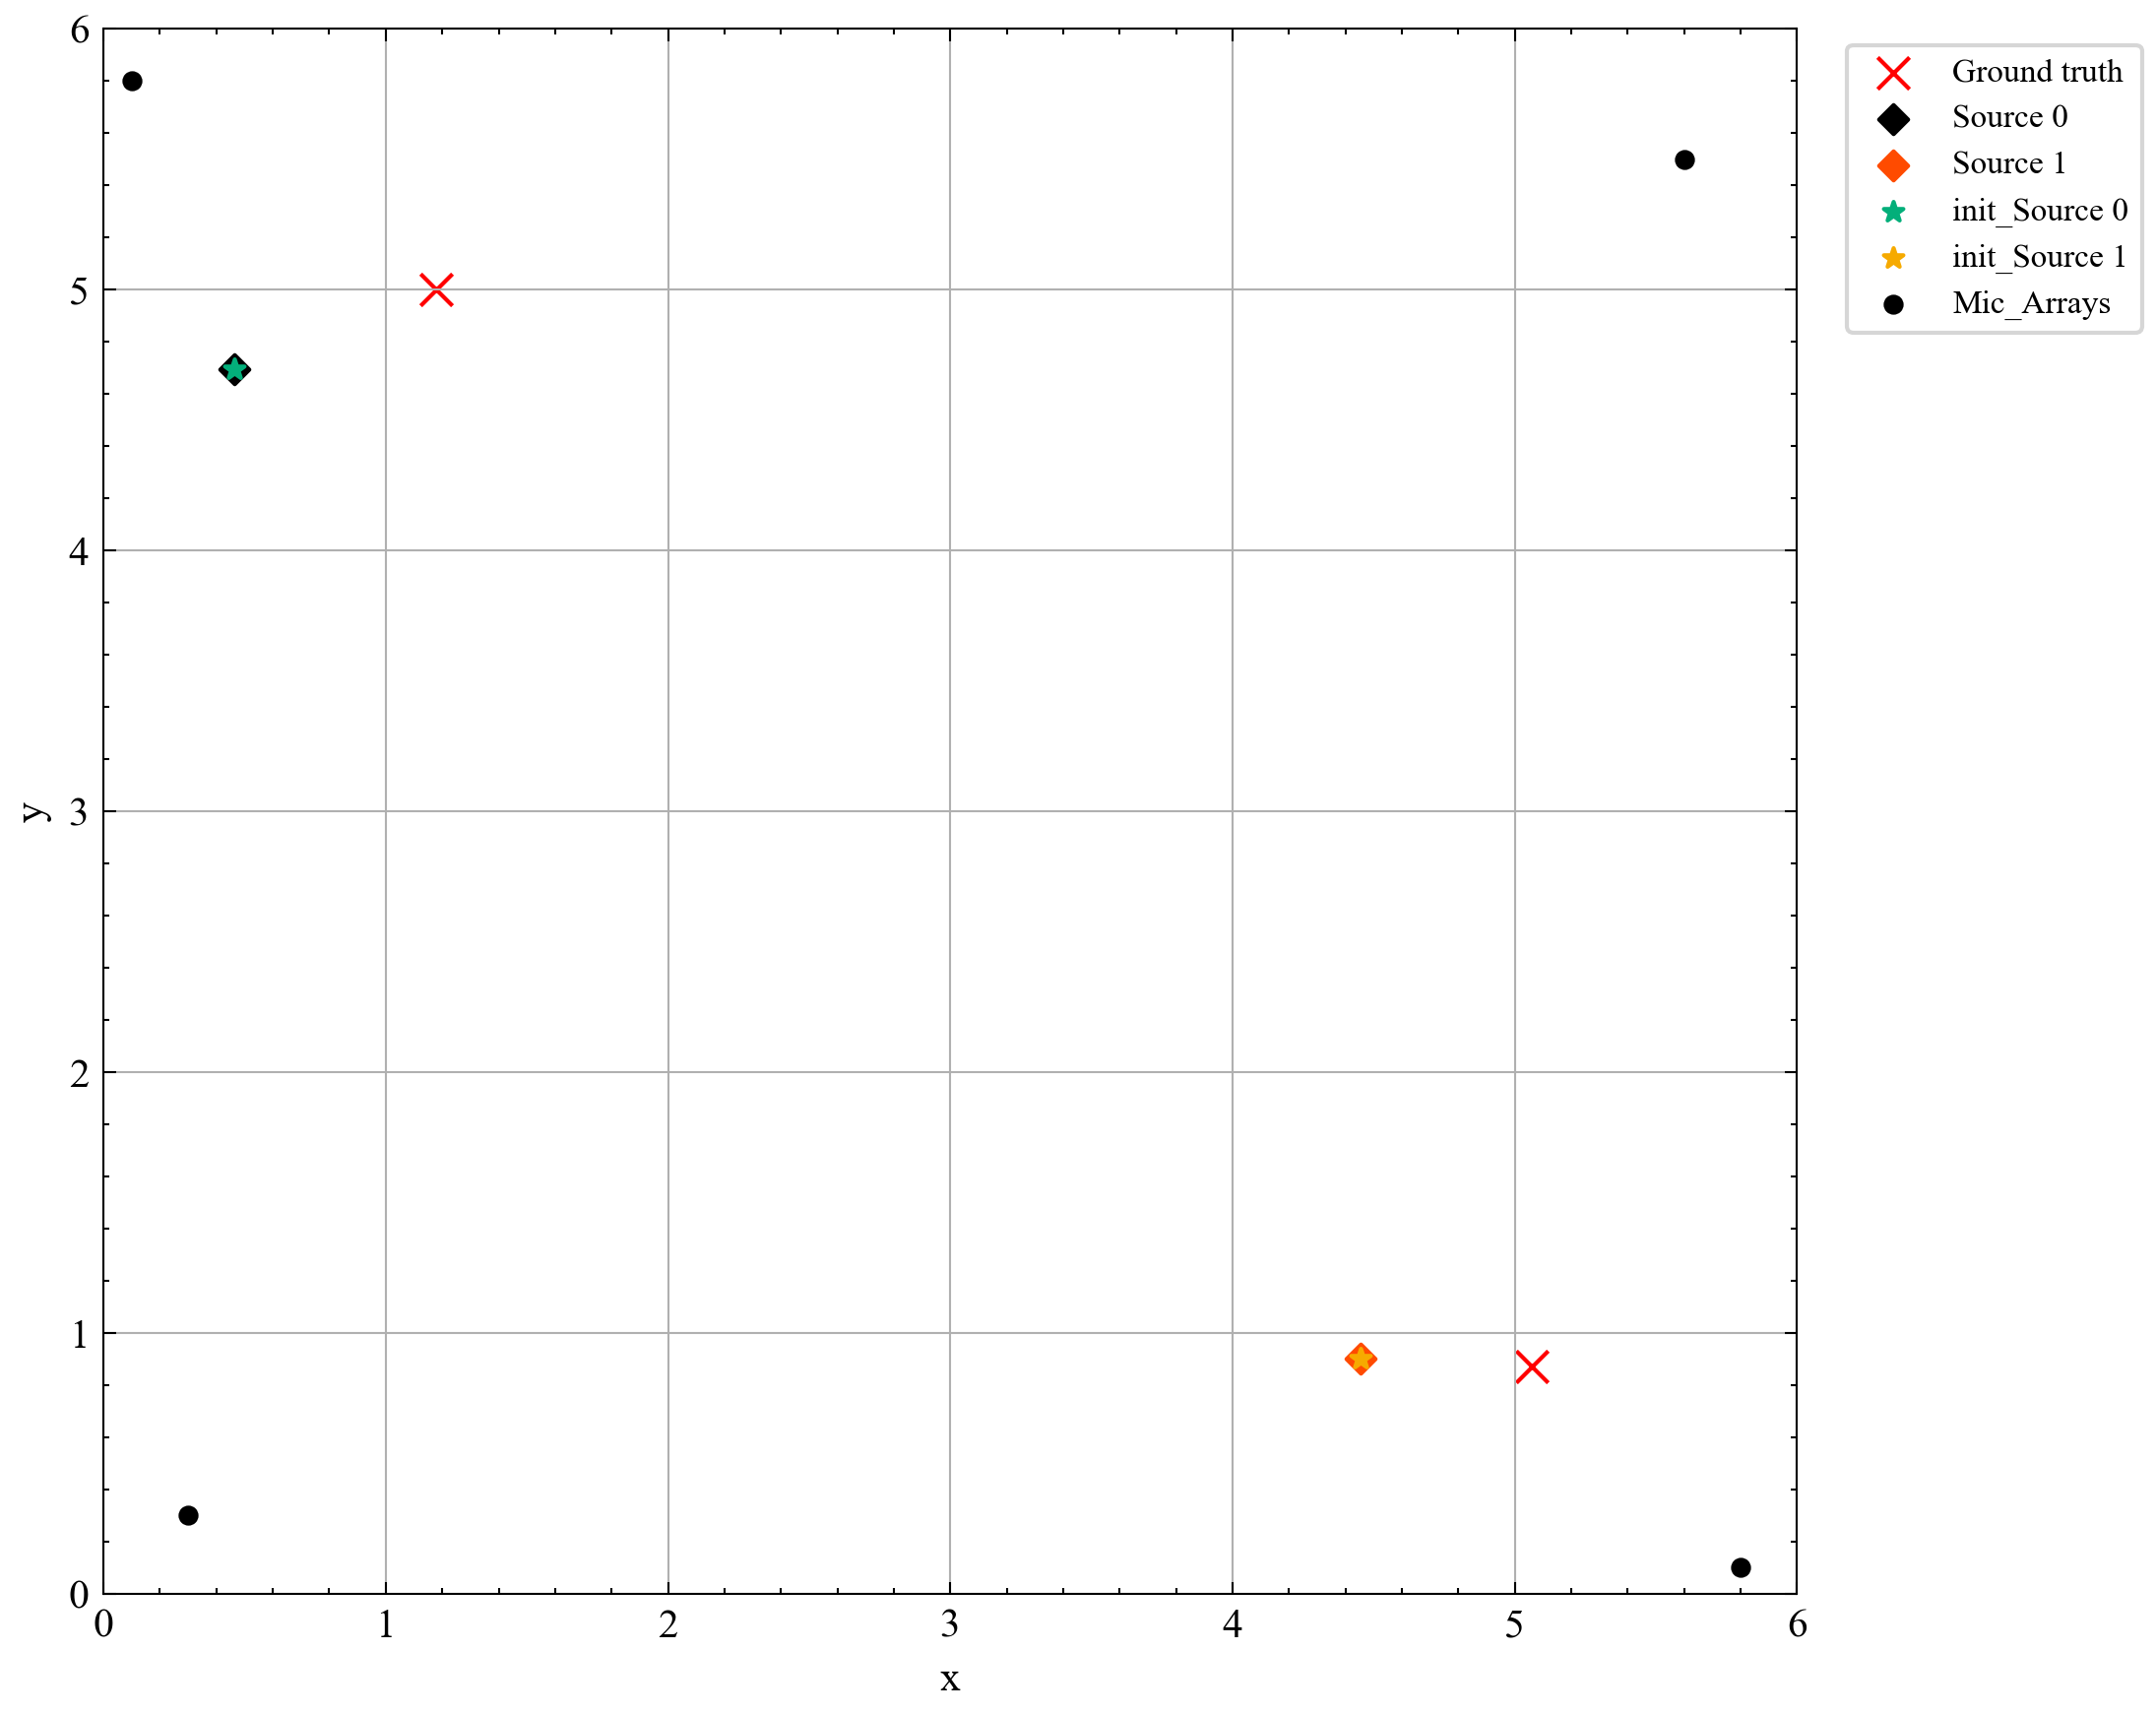 6
5
4
3
2
1
0
y
0 1 2 3 4 5 6
x
Ground truth
Source 0
Source 1
init_Source 0
init_Source 1
Mic_Arrays